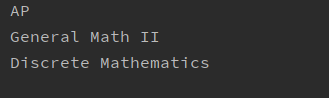 AP
General Math II
Discrete Mathematics